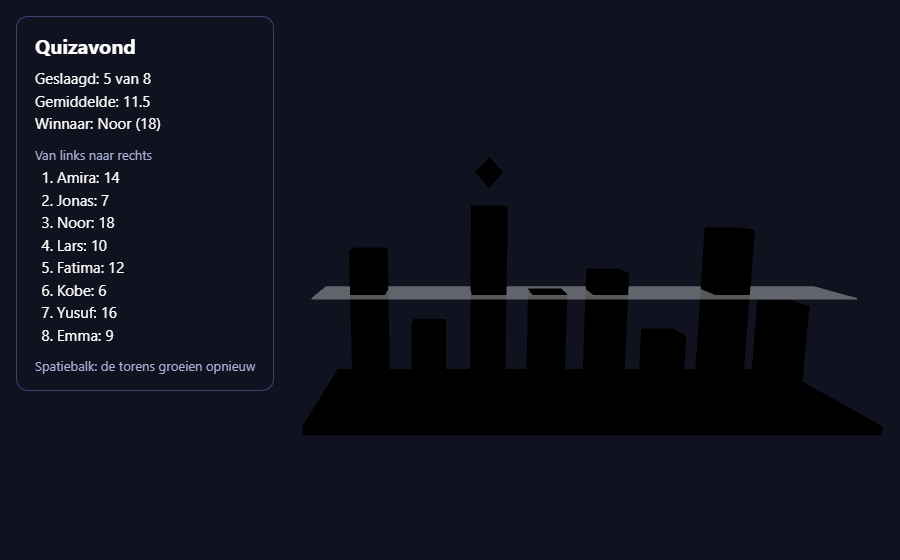 Quizavond
Geslaagd: 5 van 8
Gemiddelde: 11.5
Winnaar: Noor (18)
Van links naar rechts
1. Amira: 14
2. Jonas: 7
3. Noor: 18
4. Lars: 10
5. Fatima: 12
6. Kobe: 6
7. Yusuf: 16
8. Emma: 9
Spatiebalk: de torens groeien opnieuw